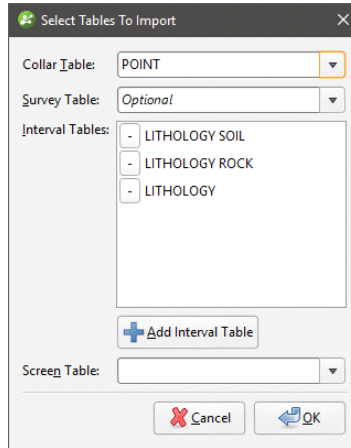 Select Tables To Import
Collar Table: POINT
Survey Table: Optional
Interval Tables: - LITHOLOGY SOIL
- LITHOLOGY ROCK
- LITHOLOGY
Add Interval Table
Screen Table:
Cancel OK